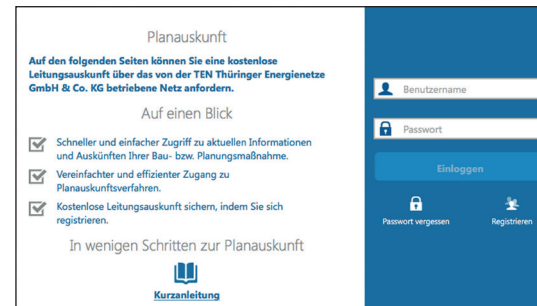 Planauskunft
Auf den folgenden Seiten können Sie eine kostenlose
Leitungsauskunft über das von der TEN Thüringer Energienetze
GmbH & Co. KG betriebene Netz anfordern.
Auf einen Blick
Schneller und einfacher Zugriff zu aktuellen Informationen
und Auskünften Ihrer Bau- bzw. Planungsmaßnahme.
Vereinfachter und effizienter Zugang zu
Planauskunftsverfahren.
Kostenlose Leitungsauskunft sichern, indem Sie sich
registrieren.
In wenigen Schritten zur Planauskunft
Kurzanleitung
Benutzername
Passwort
Einloggen
Passwort vergessen
Registrieren